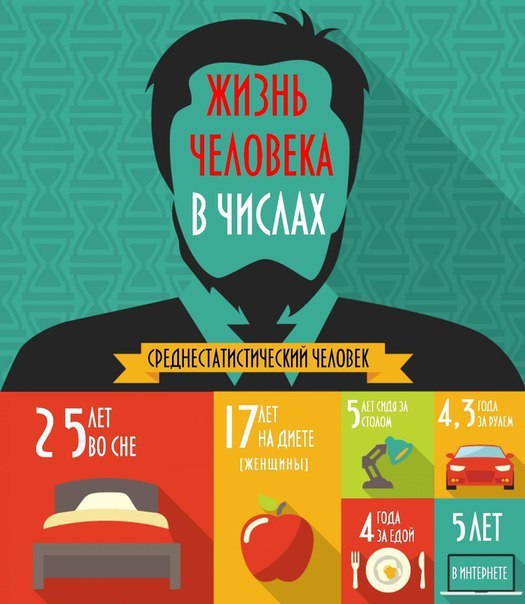 ЖИЗНЬ
ЧЕЛОВЕКА
В ЧИСЛАХ
СРЕДНЕСТАТИСТИЧЕСКИЙ ЧЕЛОВЕК
25 ЛЕТ
ВО СНЕ
17 ЛЕТ
НА ДИЕТЕ
[ЖЕНЩИНЫ]
5 ЛЕТ СИДЯ ЗА
СТОЛОМ
4,3 ГОДА
ЗА РУЛЕМ
4 ГОДА
ЗА ЕДОЙ
5 ЛЕТ
В ИНТЕРНЕТЕ